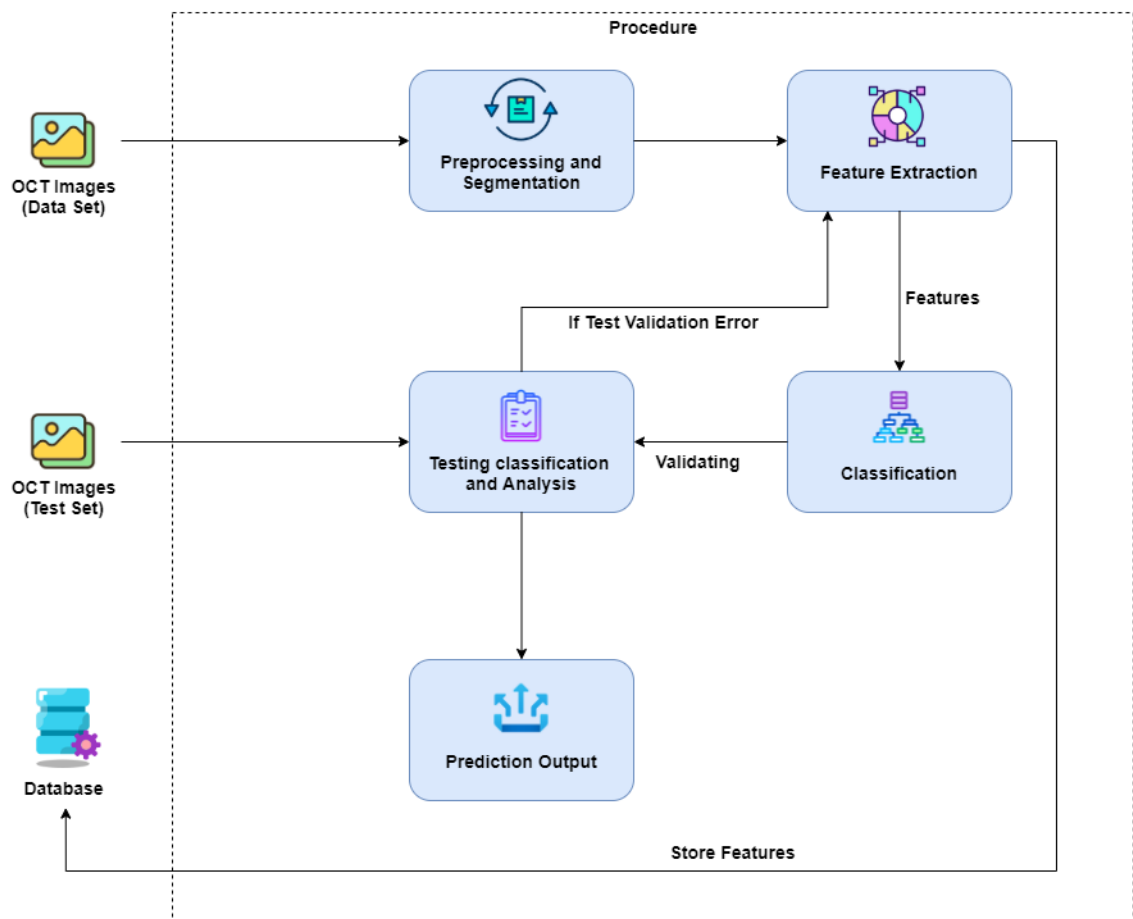 Procedure
OCT Images
(Data Set)
Preprocessing and
Segmentation
Feature Extraction
Features
If Test Validation Error
OCT Images
(Test Set)
Testing classification
and Analysis
Validating
Classification
Database
Prediction Output
Store Features